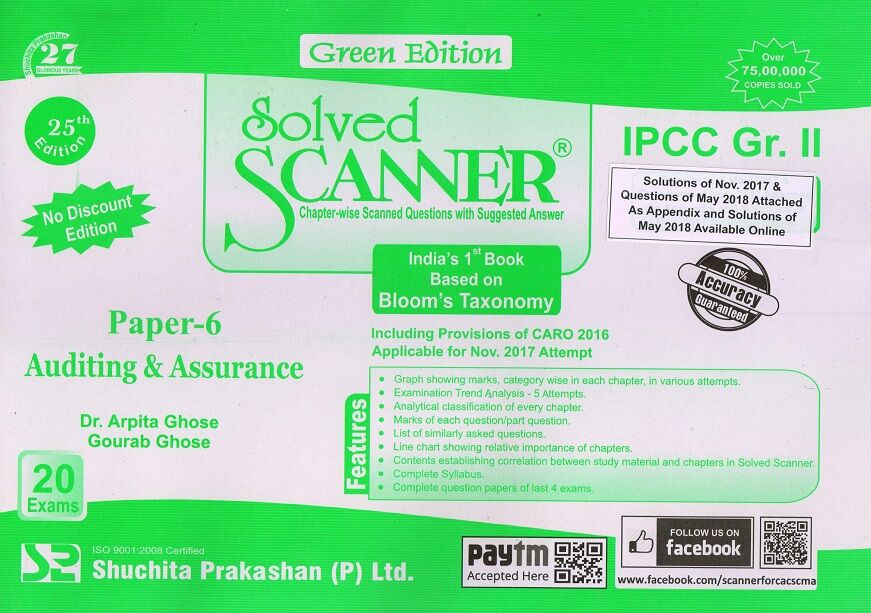 Shuchita Prakashan
27
GLORIOUS YEARS
Green Edition
Over
75,00,000
COPIES SOLD
25th
Edition
No Discount
Edition
Solved
SCANNER®
Chapter-wise Scanned Questions with Suggested Answer
IPCC Gr. II
Solutions of Nov. 2017 &
Questions of May 2018 Attached
As Appendix and Solutions of
May 2018 Available Online
India's 1st Book
Based on
Bloom's Taxonomy
100%
Accuracy
Guaranteed
Paper-6
Auditing & Assurance
Including Provisions of CARO 2016
Applicable for Nov. 2017 Attempt
Dr. Arpita Ghose
Gourab Ghose
Features
• Graph showing marks, category wise in each chapter, in various attempts.
• Examination Trend Analysis - 5 Attempts.
• Analytical classification of every chapter.
• Marks of each question/part question.
• List of similarly asked questions.
• Line chart showing relative importance of chapters.
• Contents establishing correlation between study material and chapters in Solved Scanner.
• Complete Syllabus.
• Complete question papers of last 4 exams.
20
Exams
ISO 9001:2008 Certified
Shuchita Prakashan (P) Ltd.
paytm
Accepted Here
FOLLOW US ON
facebook
www.facebook.com/scannerforcacscma